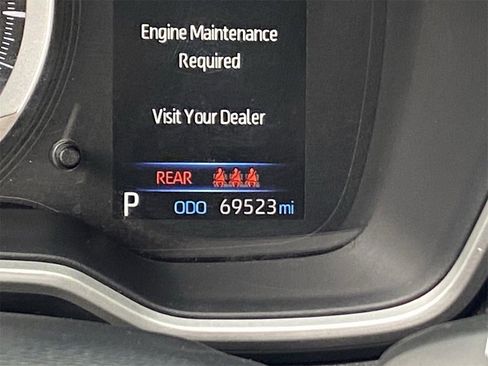 Engine Maintenance
Required
Visit Your Dealer
REAR
P ODO 69523 mi